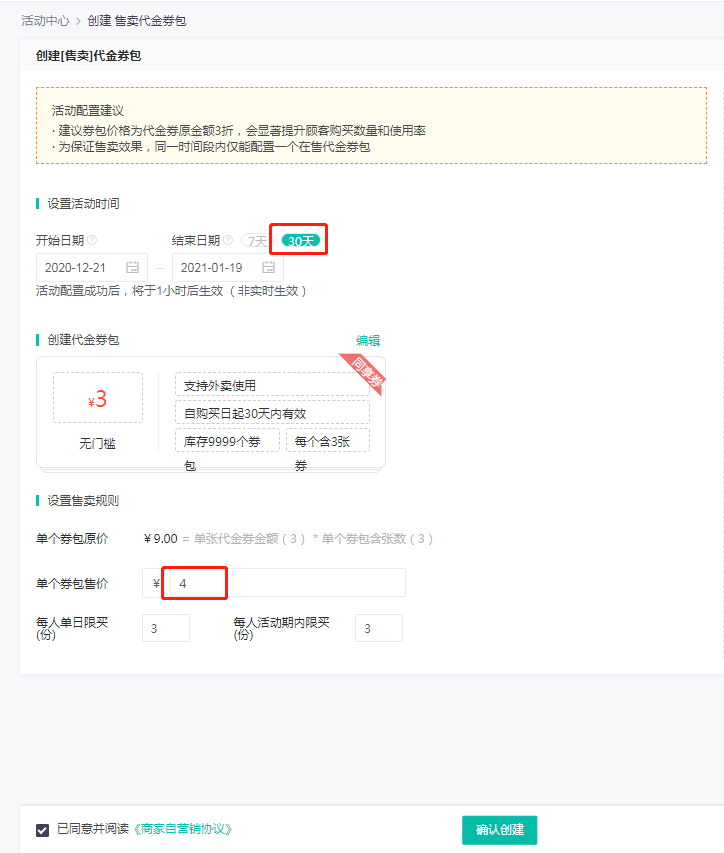 活动中心 > 创建 售卖代金券包
创建[售卖]代金券包
活动配置建议
· 建议券包价格为代金券原金额3折，会显著提升顾客购买数量和使用率
· 为保证售卖效果，同一时间段内仅能配置一个在售代金券包
设置活动时间
开始日期 ? 结束日期 ? 7天 30天
2020-12-21 – 2021-01-19
活动配置成功后，将于1小时后生效（非实时生效）
创建代金券包 编辑
同享券
¥3
无门槛
支持外卖使用
自购买日起30天内有效
库存9999个券包
每个含3张券
设置售卖规则
单个券包原价 ¥ 9.00 = 单张代金券金额（3） * 单个券包含张数（3）
单个券包售价 ¥ 4
每人单日限买(份) 3 每人活动期内限买(份) 3
已同意并阅读《商家自营销协议》 确认创建